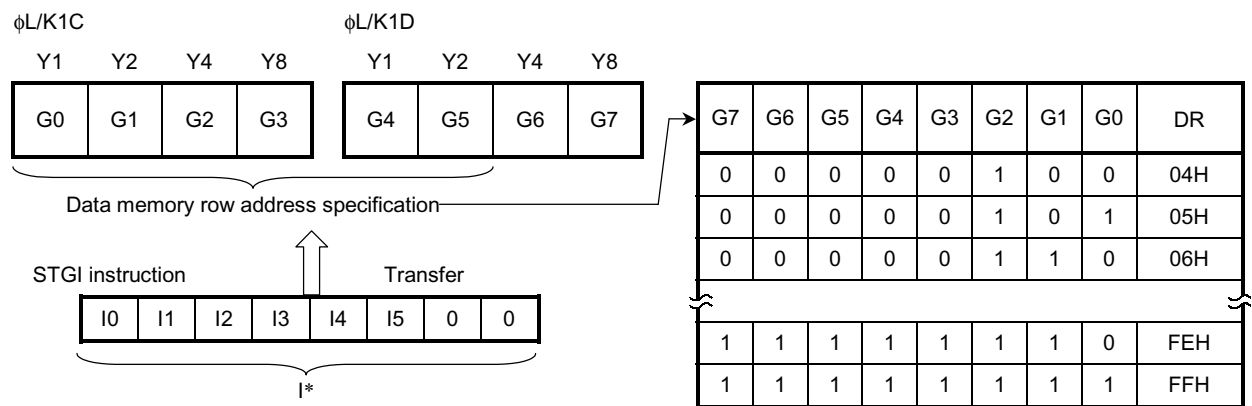 ϕL/K1C ϕL/K1D
Y1 Y2 Y4 Y8 Y1 Y2 Y4 Y8
G0 G1 G2 G3 G4 G5 G6 G7
Data memory row address specification
STGI instruction Transfer
I0 I1 I2 I3 I4 I5 0 0
I*
G7 G6 G5 G4 G3 G2 G1 G0 DR
0 0 0 0 0 1 0 0 04H
0 0 0 0 0 1 0 1 05H
0 0 0 0 0 1 1 0 06H
1 1 1 1 1 1 1 0 FEH
1 1 1 1 1 1 1 1 FFH